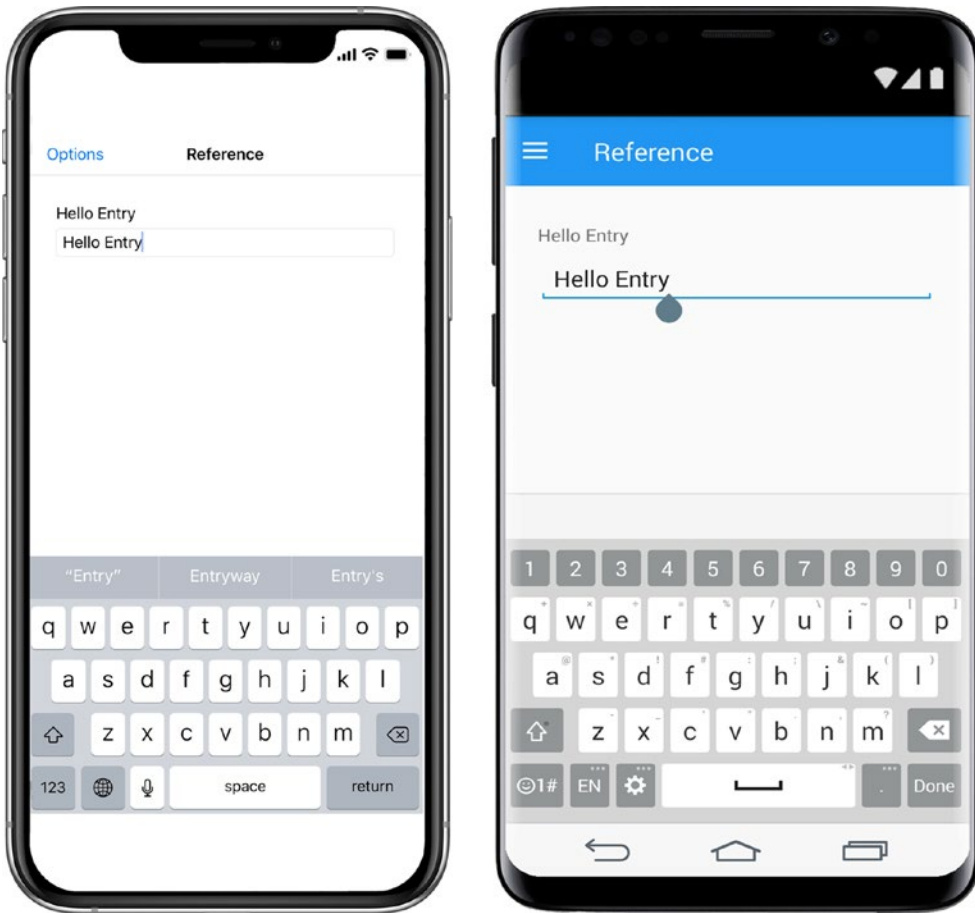 Options Reference
Hello Entry
Hello Entry
“Entry” Entryway Entry's
q w e r t y u i o p
a s d f g h j k l
z x c v b n m
123 space return
Reference
Hello Entry
Hello Entry
1 2 3 4 5 6 7 8 9 0
q w e r t y u i o p
a s d f g h j k l
z x c v b n m
1# EN . Done